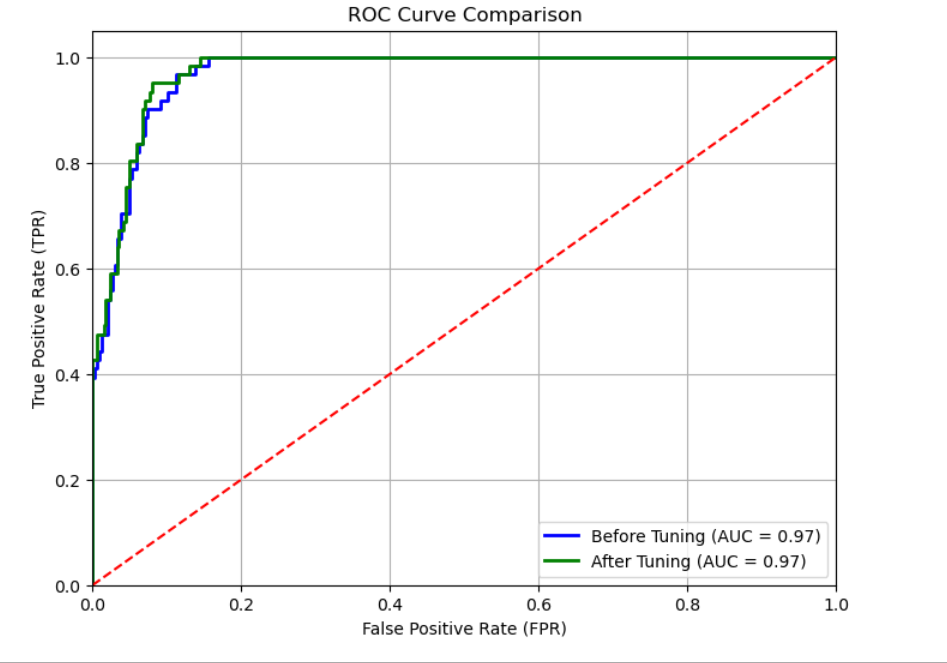 ROC Curve Comparison
1.0
0.8
0.6
0.4
0.2
0.0
True Positive Rate (TPR)
Before Tuning (AUC = 0.97)
After Tuning (AUC = 0.97)
0.0 0.2 0.4 0.6 0.8 1.0
False Positive Rate (FPR)